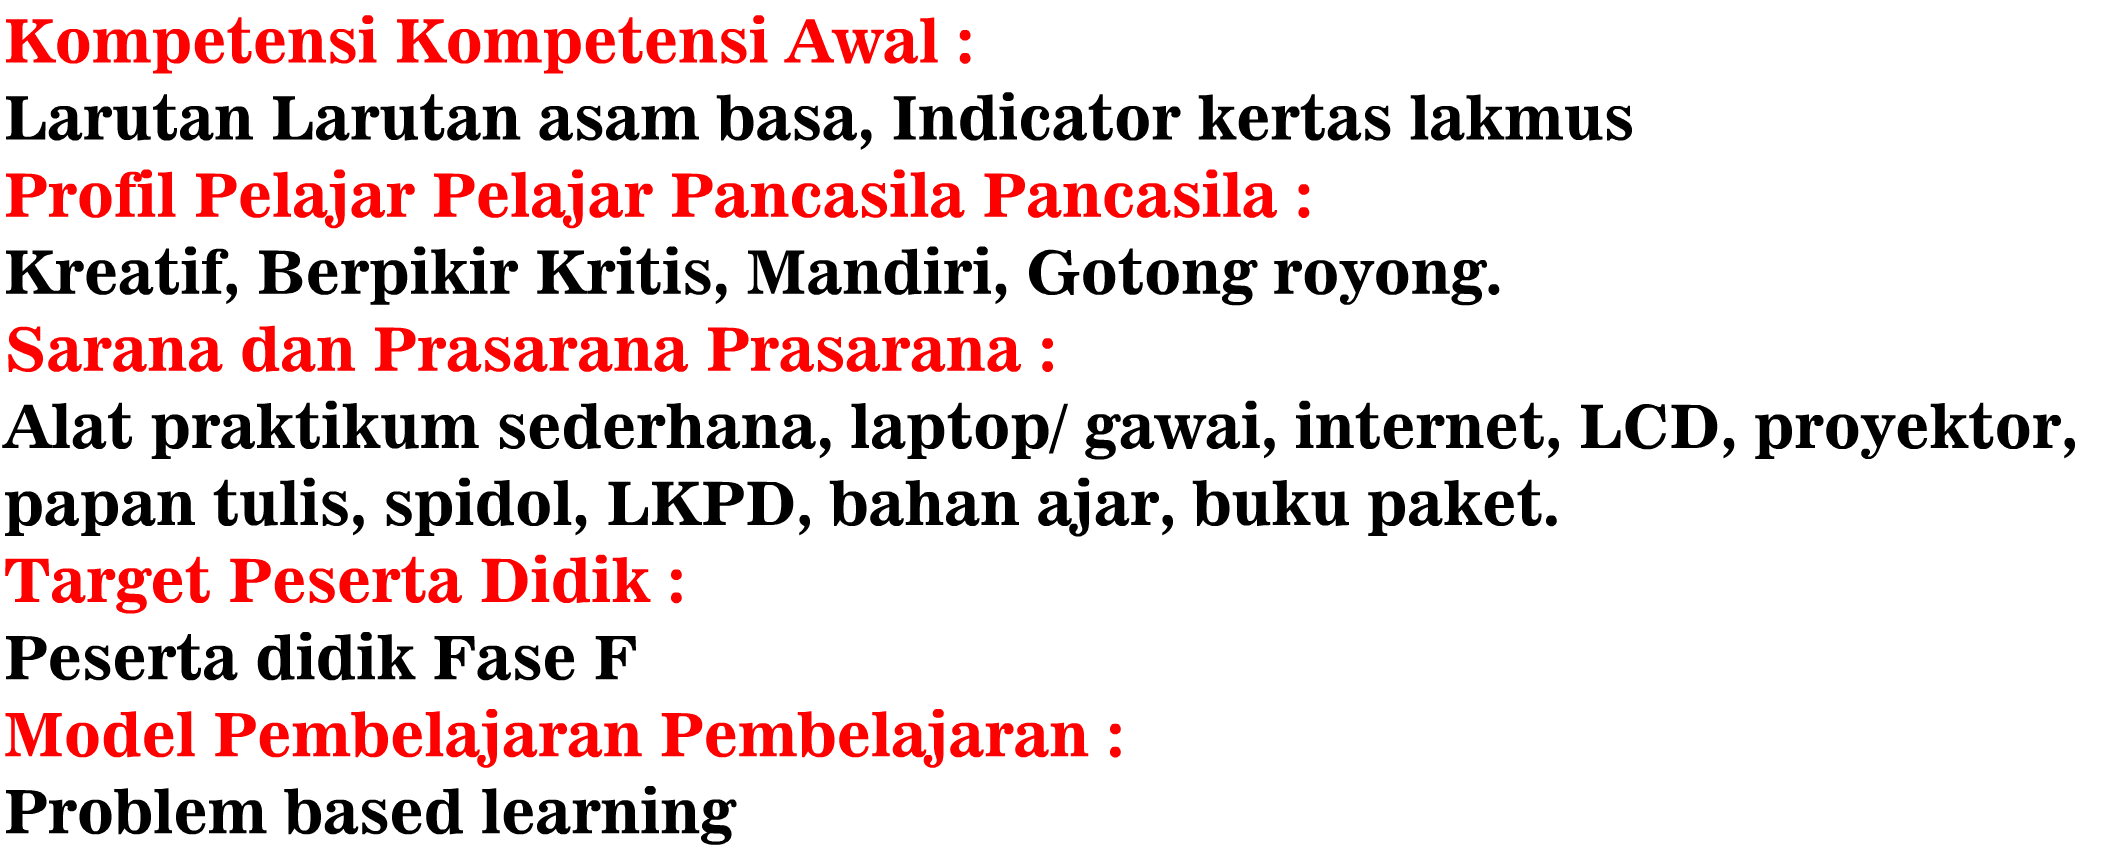 Kompetensi Kompetensi Awal :
Larutan Larutan asam basa, Indicator kertas lakmus
Profil Pelajar Pelajar Pancasila Pancasila :
Kreatif, Berpikir Kritis, Mandiri, Gotong royong.
Sarana dan Prasarana Prasarana :
Alat praktikum sederhana, laptop/ gawai, internet, LCD, proyektor,
papan tulis, spidol, LKPD, bahan ajar, buku paket.
Target Peserta Didik :
Peserta didik Fase F
Model Pembelajaran Pembelajaran :
Problem based learning